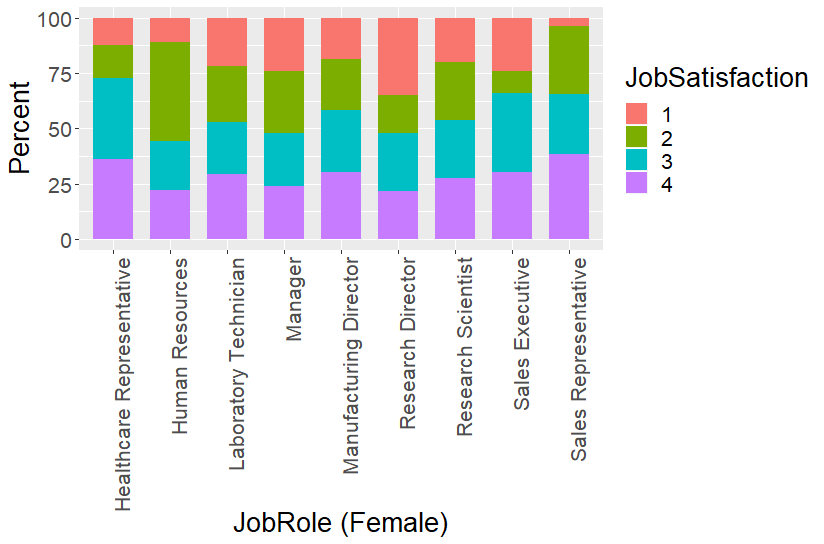 100
75
50
25
0
Percent
Healthcare Representative
Human Resources
Laboratory Technician
Manager
Manufacturing Director
Research Director
Research Scientist
Sales Executive
Sales Representative
JobRole (Female)
JobSatisfaction
1
2
3
4